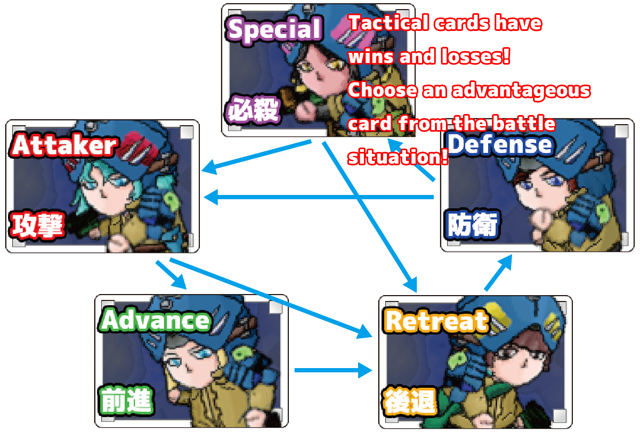 Special
必殺
Tactical cards have
wins and losses!
Choose an advantageous
card from the battle
situation!
Attaker
攻撃
Defense
防衛
Advance
前進
Retreat
後退